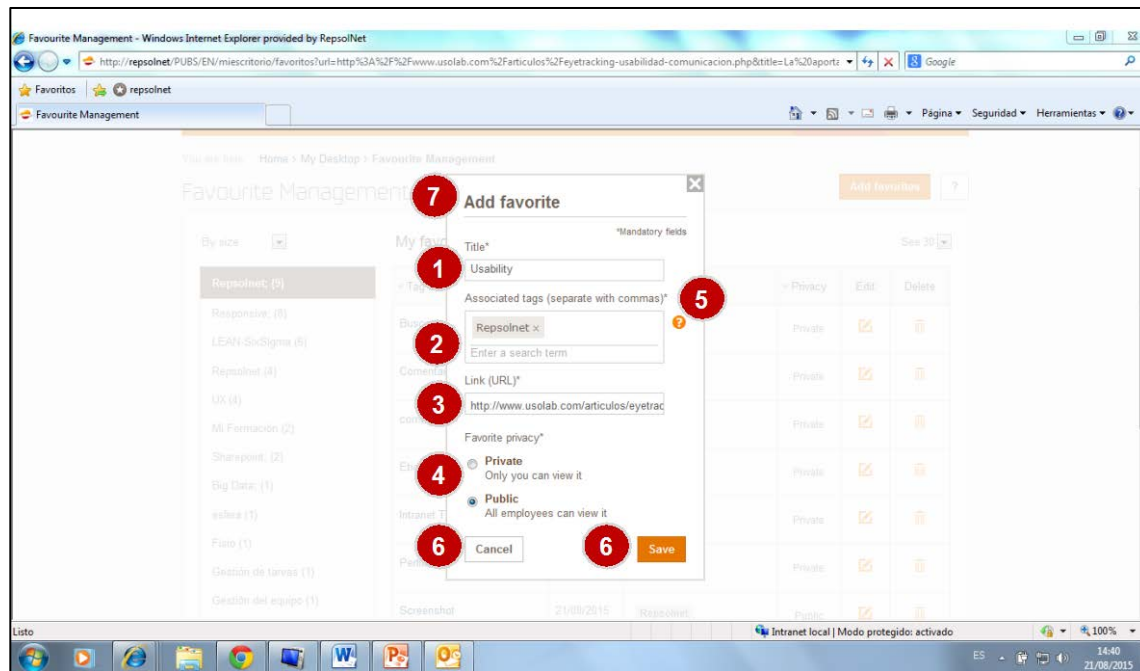 Favourite Management - Windows Internet Explorer provided by RepsolNet
http://repsolnet/PUBS/EN/miescritorio/favoritos?url=http%3A%2F%2Fwww.usolab.com%2Farticulos%2Feyetracking-usabilidad-comunicacion.php&title=La%20aporta
Google
Favoritos
repsolnet
Favourite Management
Página
Seguridad
Herramientas
You are here: Home > My Desktop > Favourite Management
Favourite Management
Add favorites
?
7
Add favorite
*Mandatory fields
By size
My favo
See 30
Title*
1
Usability
Repsolnet; (9)
Privacy
Edit
Delete
Associated tags (separate with commas)*
5
Responsive; (8)
Repsolnet ×
?
Private
LEAN-SixSigma (6)
2
Enter a search term
Repsolnet (4)
Private
Link (URL)*
UX (4)
3
http://www.usolab.com/articulos/eyetrac
Private
Mi Formacion (2)
Favorite privacy*
Sharepoint; (2)
4
Private
Only you can view it
Private
Big Data; (1)
Public
All employees can view it
Intranet T
Private
6
Cancel
6
Save
Private
Gestión de tareas (1)
Gestión del equipo (1)
Screenshot
21/08/2015
Repsolnet
Public
Listo
Intranet local | Modo protegido: activado
100%
ES
14:40
21/08/2015